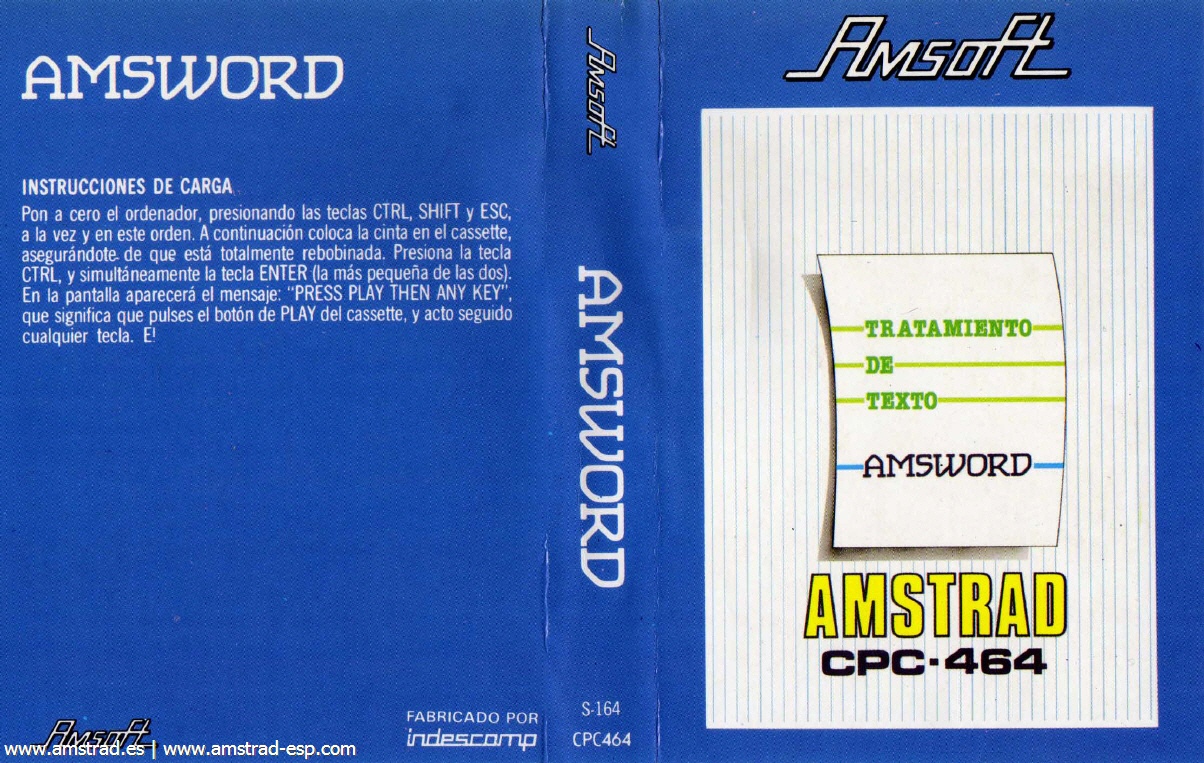 AMSWORD
INSTRUCCIONES DE CARGA
Pon a cero el ordenador, presionando las teclas CTRL, SHIFT y ESC,
a la vez y en este orden. A continuación coloca la cinta en el cassette,
asegurándote de que está totalmente rebobinada. Presiona la tecla
CTRL, y simultáneamente la tecla ENTER (la más pequeña de las dos).
En la pantalla aparecerá el mensaje: “PRESS PLAY THEN ANY KEY”,
que significa que pulses el botón de PLAY del cassette, y acto seguido
cualquier tecla. E!
Amsoft
www.amstrad.es | www.amstrad-esp.com
FABRICADO POR
indescomp
Amsoft
AMSWORD
S-164
CPC464
Amsoft
TRATAMIENTO
DE
TEXTO
AMSWORD
AMSTRAD
CPC·464